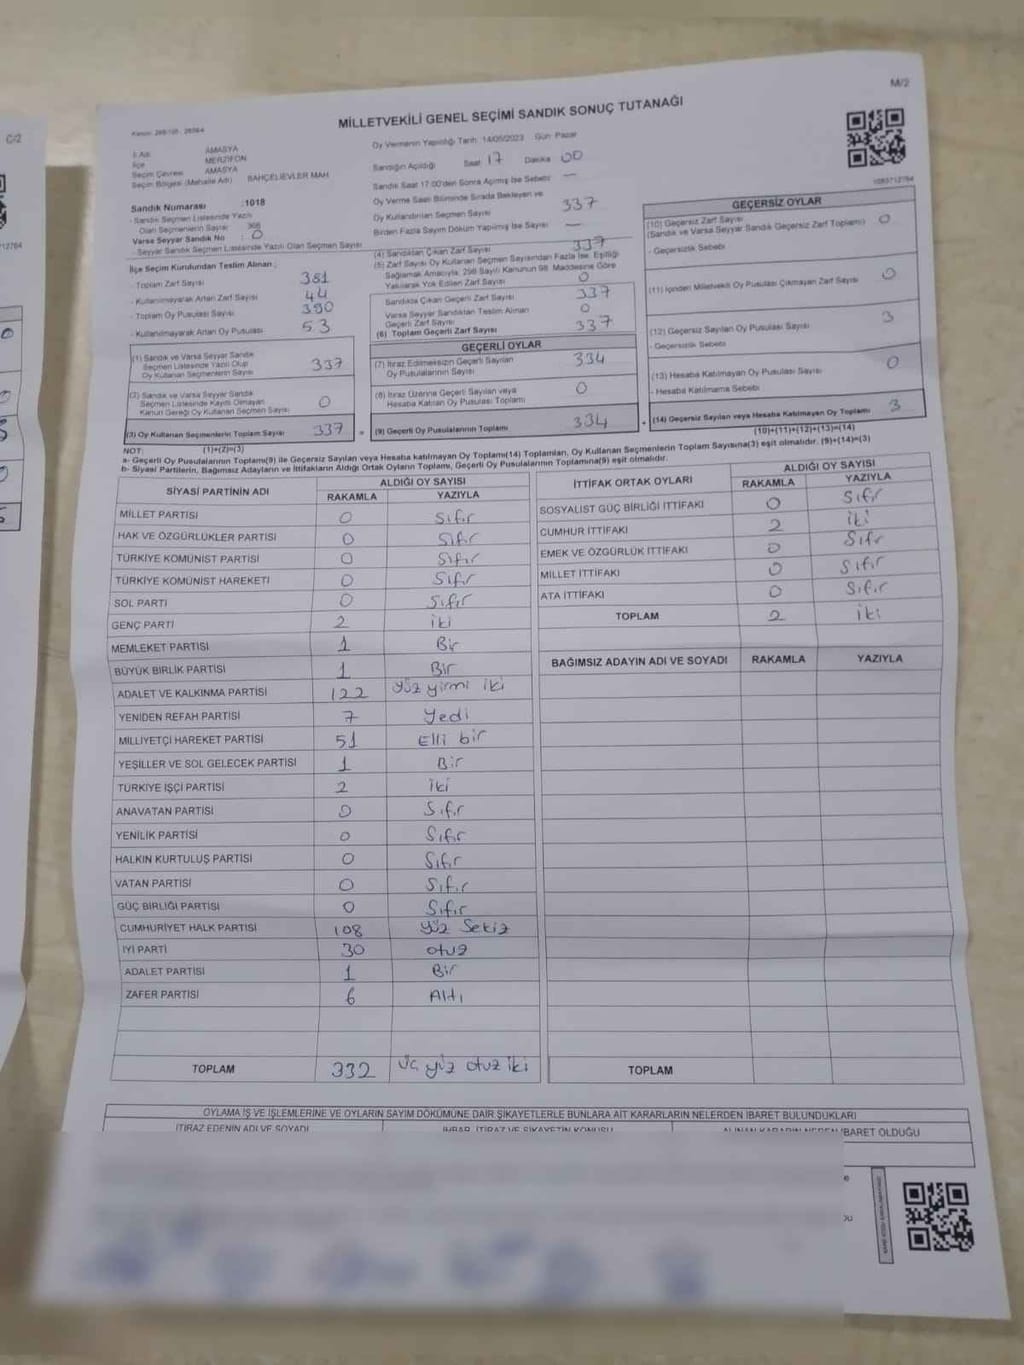 C/2
M/2
MİLLETVEKİLİ GENEL SEÇİMİ SANDIK SONUÇ TUTANAĞI
İl Adı AMASYA
İlçe MERZİFON
Seçim Çevresi AMASYA
Seçim Bölgesi (Mahalle Adı) BAHÇELİEVLER MAH
Sandık Numarası :1018
- Sandık Seçmen Listesinde Yazılı
Olan Seçmenlerin Sayısı 368
Varsa Seyyar Sandık No : 0
- Seyyar Sandık Seçmen Listesinde Yazılı Olan Seçmen Sayısı
Oy Vermenin Yapıldığı Tarih: 14/05/2023 Gün: Pazar
Sandığın Açıldığı Saat 17 Dakika 00
Sandık Saat 17:00'den Sonra Açılmış İse Sebebi —
Oy Verme Saati Bitiminde Sırada Bekleyen ve
Oy Kullandırılan Seçmen Sayısı 337
Birden Fazla Sayım Döküm Yapılmış İse Sayısı —
İlçe Seçim Kurulundan Teslim Alınan ;
- Toplam Zarf Sayısı 381
- Kullanılmayarak Artan Zarf Sayısı 44
- Toplam Oy Pusulası Sayısı 390
- Kullanılmayarak Artan Oy Pusulası 53
(1) Sandık ve Varsa Seyyar Sandık
Seçmen Listesinde Yazılı Olup
Oy Kullanan Seçmenlerin Sayısı 337
(2) Sandık ve Varsa Seyyar Sandık
Seçmen Listesinde Kayıtlı Olmayan
Kanun Gereği Oy Kullanan Seçmen Sayısı 0
(3) Oy Kullanan Seçmenlerin Toplam Sayısı 337
(1)+(2)=(3)
(4) Sandıktan Çıkan Zarf Sayısı 337
(5) Zarf Sayısı Oy Kullanan Seçmen Sayısından Fazla İse, Eşitliği
Sağlamak Amacıyla, 298 Sayılı Kanunun 98. Maddesine Göre
Yakılarak Yok Edilen Zarf Sayısı 0
Sandıkta Çıkan Geçerli Zarf Sayısı 337
Varsa Seyyar Sandıktan Teslim Alınan
Geçerli Zarf Sayısı 0
(6) Toplam Geçerli Zarf Sayısı 337
GEÇERLİ OYLAR
(7) İtiraz Edilmeksizin Geçerli Sayılan
Oy Pusulalarının Sayısı 334
(8) İtiraz Üzerine Geçerli Sayılan veya
Hesaba Katılan Oy Pusulası Toplamı 0
= (9) Geçerli Oy Pusulalarının Toplamı 334
1083712764
GEÇERSİZ OYLAR
(10) Geçersiz Zarf Sayısı
(Sandık ve Varsa Seyyar Sandık Geçersiz Zarf Toplamı) 0
- Geçersizlik Sebebi
(11) İçinden Milletvekili Oy Pusulası Çıkmayan Zarf Sayısı 0
(12) Geçersiz Sayılan Oy Pusulası Sayısı 3
- Geçersizlik Sebebi
(13) Hesaba Katılmayan Oy Pusulası Sayısı 0
- Hesaba Katılmama Sebebi
+ (14) Geçersiz Sayılan veya Hesaba Katılmayan Oy Toplamı 3
(10)+(11)+(12)+(13)=(14)
NOT:
a- Geçerli Oy Pusulaları Toplamı(9) ile Geçersiz Sayılan veya Hesaba katılmayan Oy Toplamı(14) Toplamları, Oy Kullanan Seçmenlerin Toplam Sayısına(3) eşit olmalıdır. (9)+(14)=(3)
b- Siyasi Partilerin, Bağımsız Adayların ve İttifakların Aldığı Ortak Oyların Toplamı, Geçerli Oy Pusulalarının Toplamına(9) eşit olmalıdır.
SİYASİ PARTİNİN ADI ALDIĞI OY SAYISI
RAKAMLA YAZIYLA
MİLLET PARTİSİ 0 Sıfır
HAK VE ÖZGÜRLÜKLER PARTİSİ 0 Sıfır
TÜRKİYE KOMÜNİST PARTİSİ 0 Sıfır
TÜRKİYE KOMÜNİST HAREKETİ 0 Sıfır
SOL PARTİ 0 Sıfır
GENÇ PARTİ 2 iki
MEMLEKET PARTİSİ 1 Bir
BÜYÜK BİRLİK PARTİSİ 1 Bir
ADALET VE KALKINMA PARTİSİ 122 yüz yirmi iki
YENİDEN REFAH PARTİSİ 7 Yedi
MİLLİYETÇİ HAREKET PARTİSİ 51 Elli bir
YEŞİLLER VE SOL GELECEK PARTİSİ 1 Bir
TÜRKİYE İŞÇİ PARTİSİ 2 iki
ANAVATAN PARTİSİ 0 Sıfır
YENİLİK PARTİSİ 0 Sıfır
HALKIN KURTULUŞ PARTİSİ 0 Sıfır
VATAN PARTİSİ 0 Sıfır
GÜÇ BİRLİĞİ PARTİSİ 0 Sıfır
CUMHURİYET HALK PARTİSİ 108 yüz Sekiz
İYİ PARTİ 30 otuz
ADALET PARTİSİ 1 Bir
ZAFER PARTİSİ 6 Altı
TOPLAM 332 üç yüz otuz iki
İTTİFAK ORTAK OYLARI ALDIĞI OY SAYISI
RAKAMLA YAZIYLA
SOSYALİST GÜÇ BİRLİĞİ İTTİFAKI 0 Sıfır
CUMHUR İTTİFAKI 2 iki
EMEK VE ÖZGÜRLÜK İTTİFAKI 0 Sıfr
MİLLET İTTİFAKI 0 Sıfır
ATA İTTİFAKI 0 Sıfır
TOPLAM 2 iki
BAĞIMSIZ ADAYIN ADI VE SOYADI RAKAMLA YAZIYLA
TOPLAM
OYLAMA İŞ VE İŞLEMLERİNE VE OYLARIN SAYIM DÖKÜMÜNE DAİR ŞİKAYETLERLE BUNLARA AİT KARARLARIN NELERDEN İBARET BULUNDUKLARI
İTİRAZ EDENİN ADI VE SOYADI İHBAR, İTİRAZ VE ŞİKAYETİN KONUSU ALINAN KARARIN NEDEN İBARET OLDUĞU